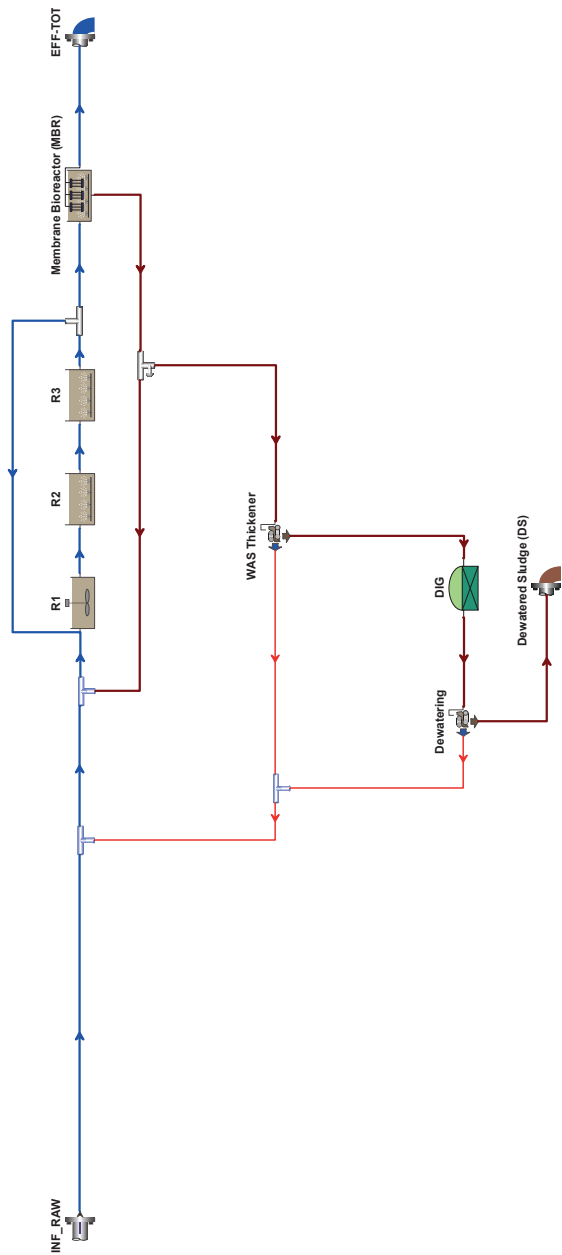 INF_RAW
R1
R2
R3
Membrane Bioreactor (MBR)
EFF-TOT
WAS Thickener
Dewatering
DIG
Dewatered Sludge (DS)